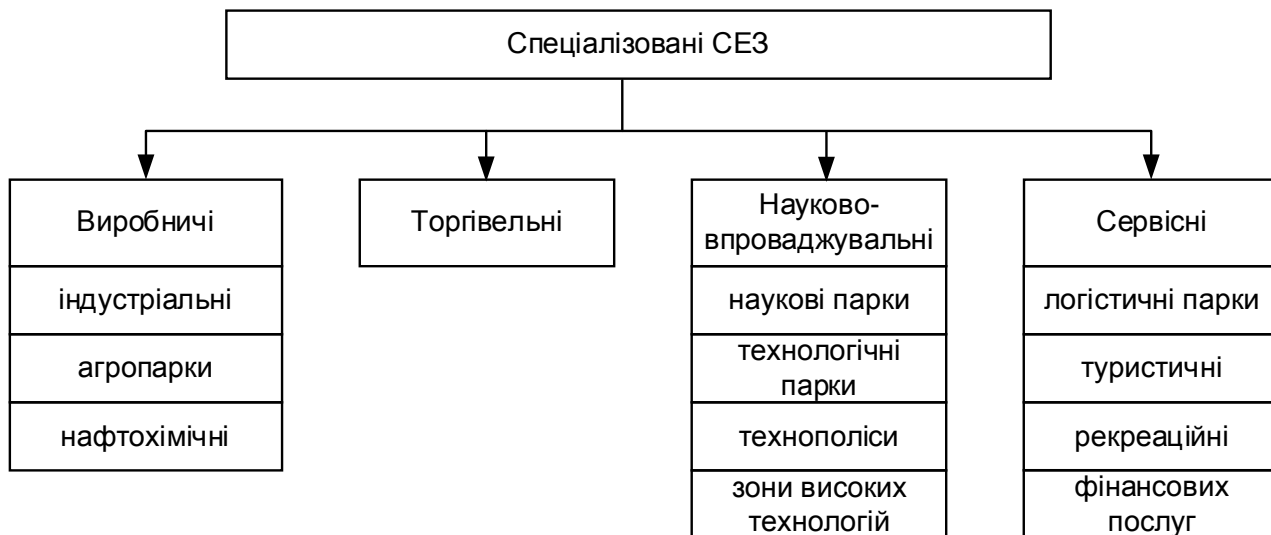 Спеціалізовані СЕЗ
Виробничі
індустріальні
агропарки
нафтохімічні
Торгівельні
Науково-
впроваджувальні
наукові парки
технологічні
парки
технополіси
зони високих
технологій
Сервісні
логістичні парки
туристичні
рекреаційні
фінансових
послуг